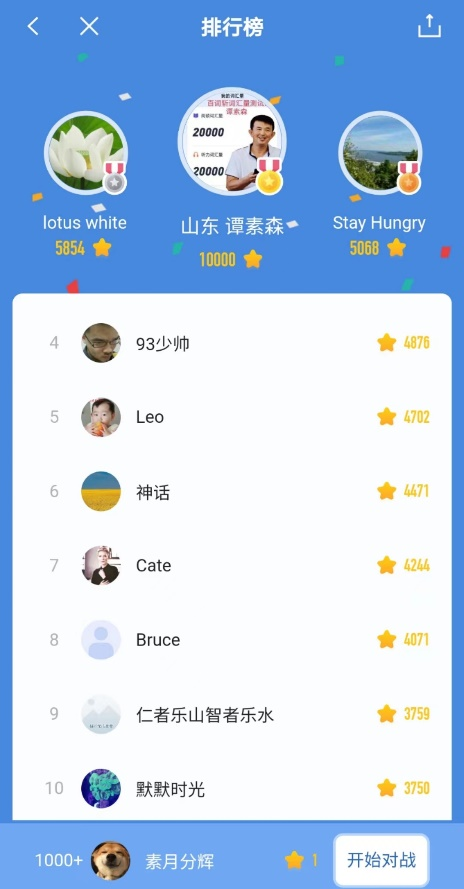 排行榜
百词新词汇量测试
谭素森
20000
20000
lotus white
5854
山东 谭素森
10000
Stay Hungry
5068
4 93少帅 4876
5 Leo 4702
6 神话 4471
7 Cate 4244
8 Bruce 4071
9 仁者乐山智者乐水 3759
10 默默时光 3750
1000+ 素月分辉 1 开始对战